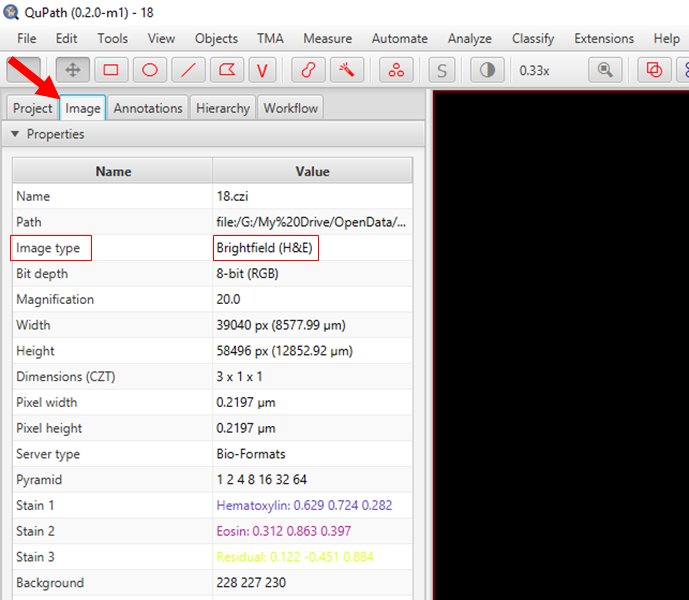 QuPath (0.2.0-m1) - 18
File Edit Tools View Objects TMA Measure Automate Analyze Classify Extensions Help
V S 0.33x
Project Image Annotations Hierarchy Workflow
Properties
Name Value
Name 18.czi
Path file:/G:/My%20Drive/OpenData/...
Image type Brightfield (H&E)
Bit depth 8-bit (RGB)
Magnification 20.0
Width 39040 px (8577.99 µm)
Height 58496 px (12852.92 µm)
Dimensions (CZT) 3 x 1 x 1
Pixel width 0.2197 µm
Pixel height 0.2197 µm
Server type Bio-Formats
Pyramid 1 2 4 8 16 32 64
Stain 1 Hematoxylin: 0.629 0.724 0.282
Stain 2 Eosin: 0.312 0.863 0.397
Stain 3 Residual: 0.122 -0.451 0.884
Background 228 227 230